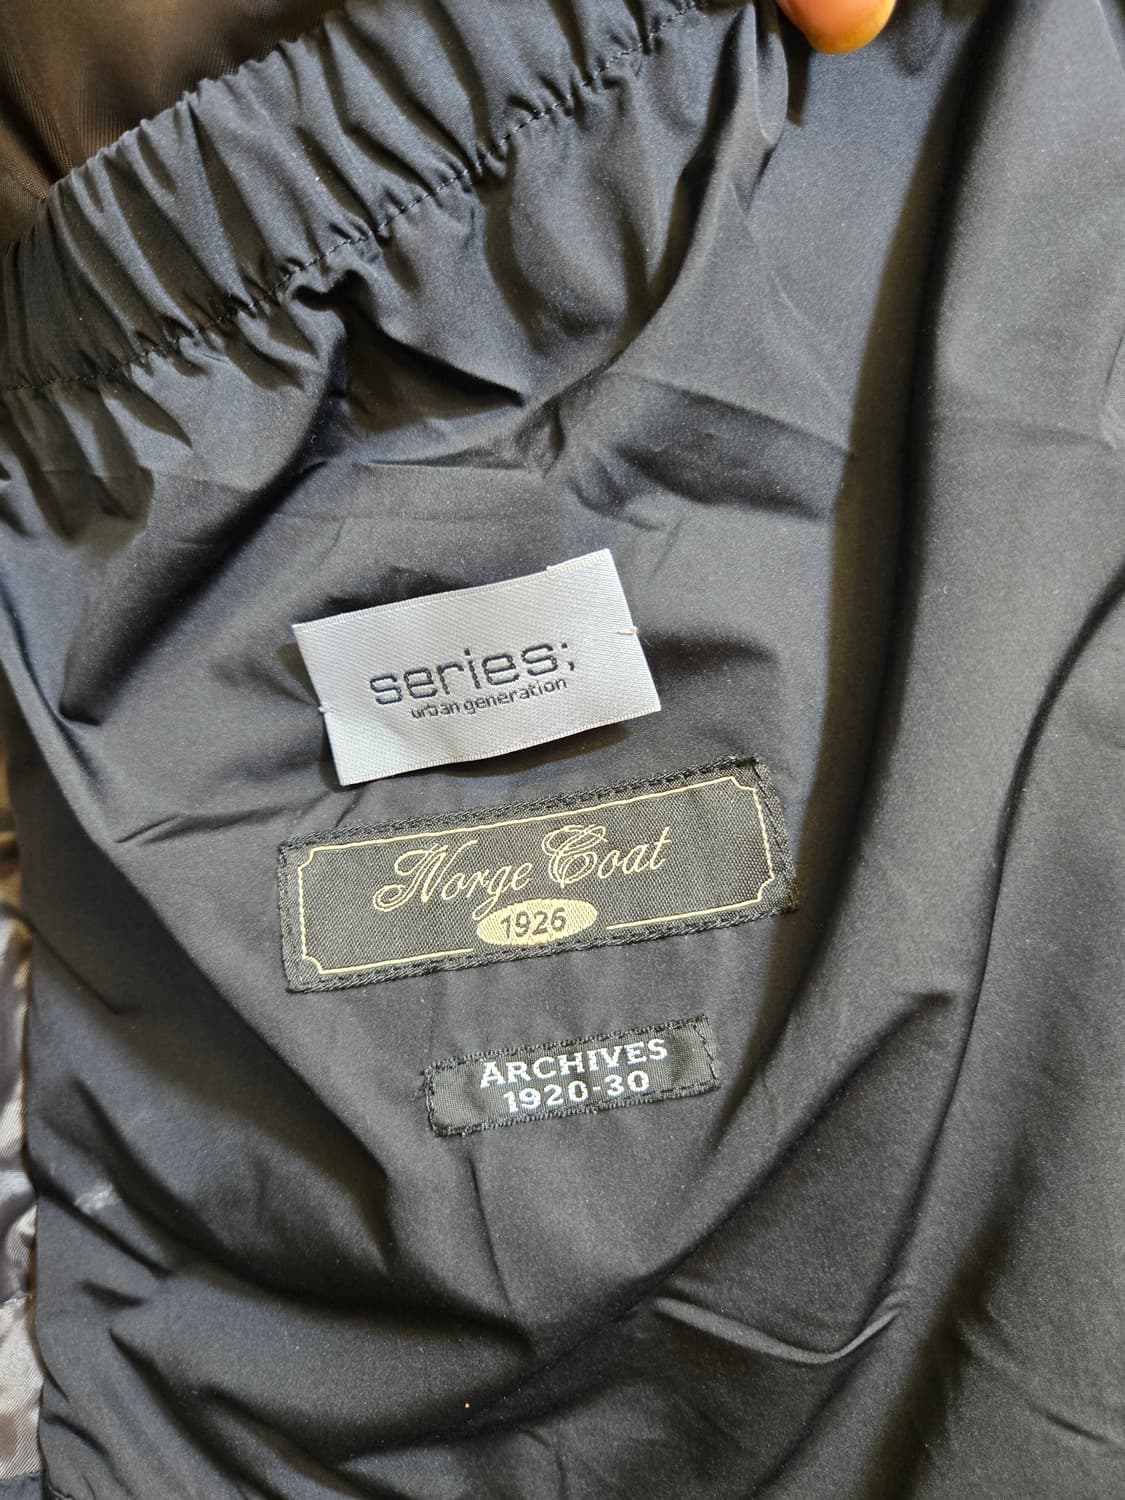 series;
urban generation
Norge Coat
1926
ARCHIVES
1920-30